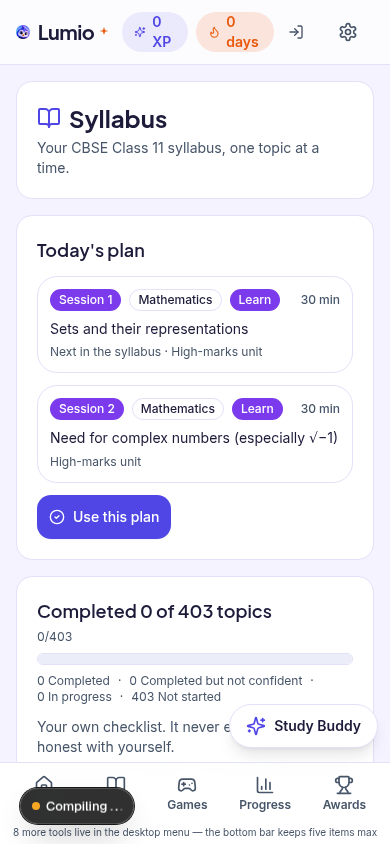 Lumio
0 XP
0 days
Syllabus
Your CBSE Class 11 syllabus, one topic at a
time.
Today's plan
Session 1 Mathematics Learn 30 min
Sets and their representations
Next in the syllabus · High-marks unit
Session 2 Mathematics Learn 30 min
Need for complex numbers (especially √−1)
High-marks unit
Use this plan
Completed 0 of 403 topics
0/403
0 Completed · 0 Completed but not confident ·
0 In progress · 403 Not started
Your own checklist. It never
honest with yourself.
Study Buddy
Compiling ...
Games Progress Awards
8 more tools live in the desktop menu — the bottom bar keeps five items max